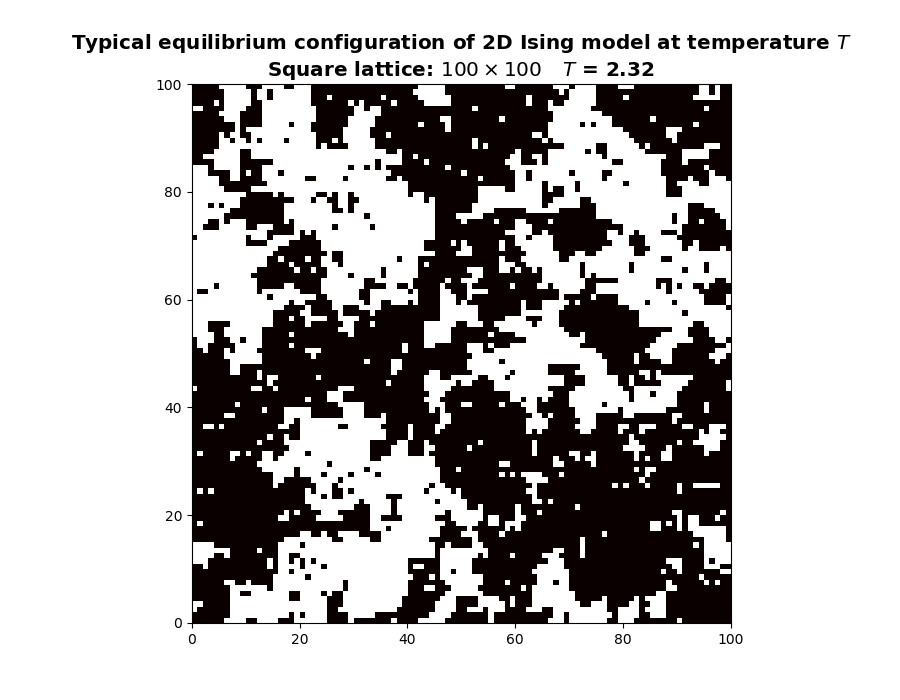 Typical equilibrium configuration of 2D Ising model at temperature T
Square lattice: 100 × 100 T = 2.32
100
80
60
40
20
0
0 20 40 60 80 100